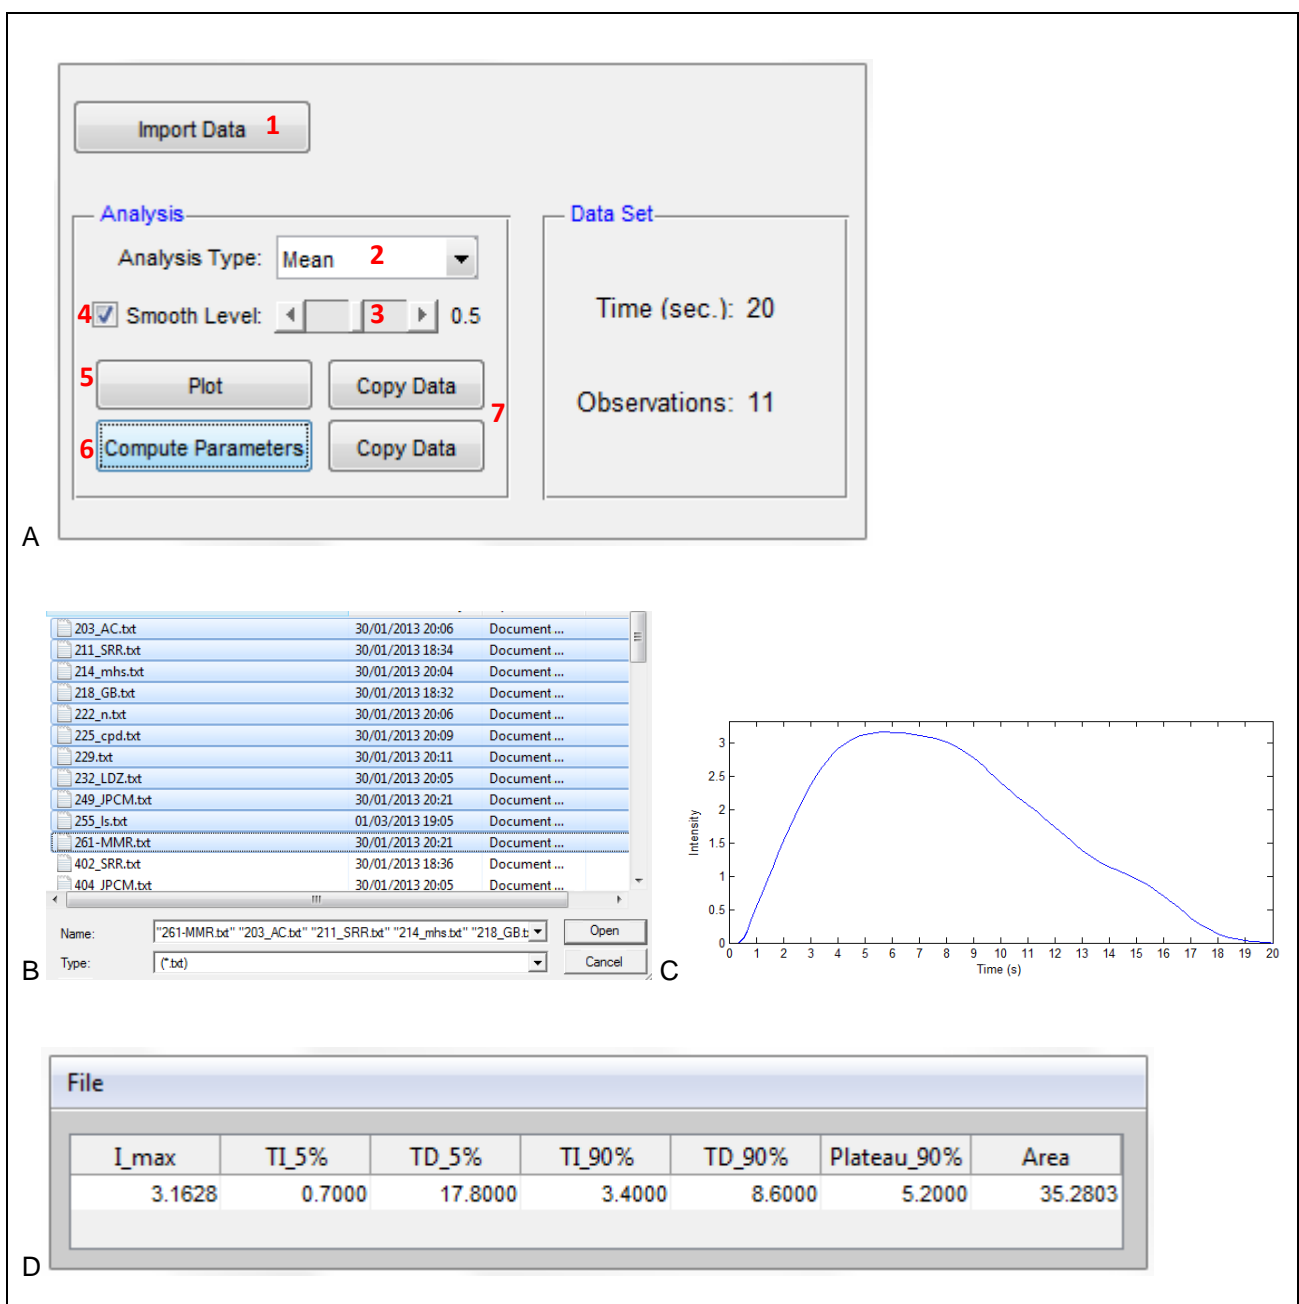 Import Data 1
Analysis
Analysis Type: Mean 2
4 Smooth Level: 3 0.5
5 Plot Copy Data
7
6 Compute Parameters Copy Data
Data Set
Time (sec.): 20
Observations: 11
A
203_AC.txt 30/01/2013 20:06 Document ...
211_SRR.txt 30/01/2013 18:34 Document ...
214_mhs.txt 30/01/2013 20:04 Document ...
218_GB.txt 30/01/2013 18:32 Document ...
222_n.txt 30/01/2013 20:06 Document ...
225_cpd.txt 30/01/2013 20:09 Document ...
229.txt 30/01/2013 20:11 Document ...
232_LDZ.txt 30/01/2013 20:05 Document ...
249_JPCM.txt 30/01/2013 20:21 Document ...
255_ls.txt 01/03/2013 19:05 Document ...
261-MMR.txt 30/01/2013 20:21 Document ...
402_SRR.txt 30/01/2013 18:36 Document ...
404_JPCM.txt 30/01/2013 20:05 Document ...
Name: "261-MMR.txt" "203_AC.txt" "211_SRR.txt" "214_mhs.txt" "218_GB.t Open
Type: (*.txt) Cancel
B
3
2.5
2
1.5
1
0.5
0
Intensity
0 1 2 3 4 5 6 7 8 9 10 11 12 13 14 15 16 17 18 19 20
Time (s)
C
File
I_max TI_5% TD_5% TI_90% TD_90% Plateau_90% Area
3.1628 0.7000 17.8000 3.4000 8.6000 5.2000 35.2803
D